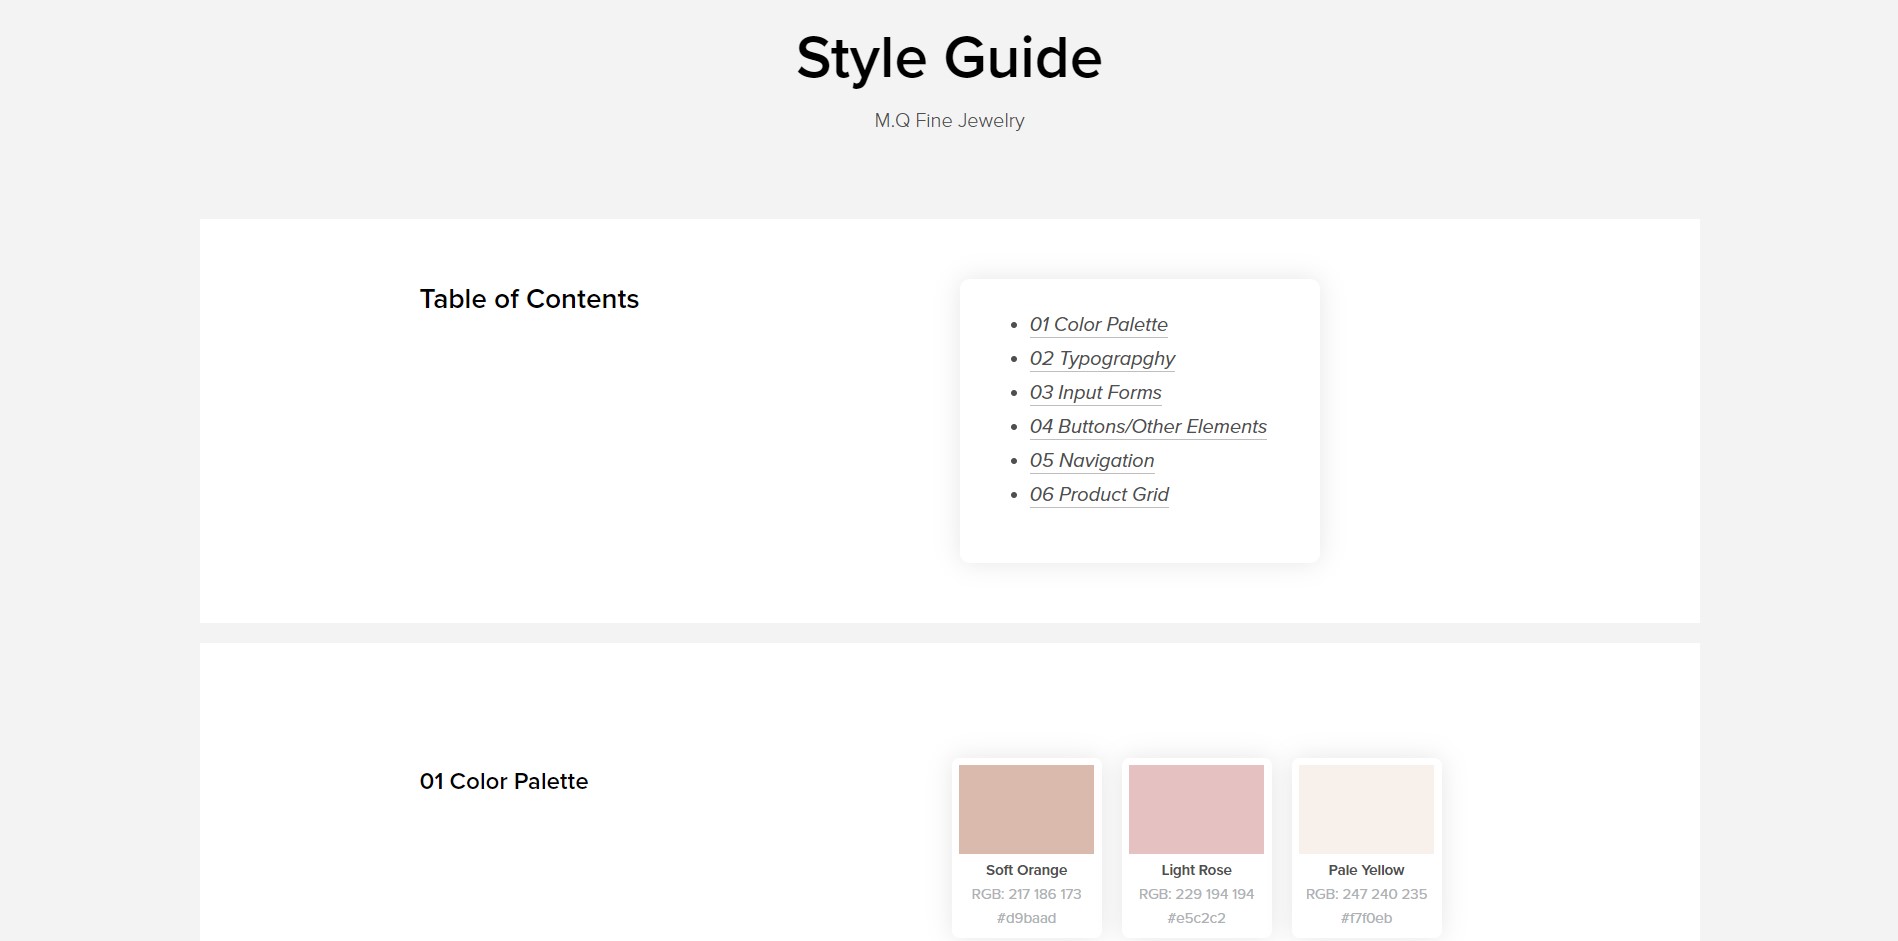 Style Guide
M.Q Fine Jewelry
Table of Contents
01 Color Palette
02 Typograpghy
03 Input Forms
04 Buttons/Other Elements
05 Navigation
06 Product Grid
01 Color Palette
Soft Orange
RGB: 217 186 173
#d9baad
Light Rose
RGB: 229 194 194
#e5c2c2
Pale Yellow
RGB: 247 240 235
#f7f0eb